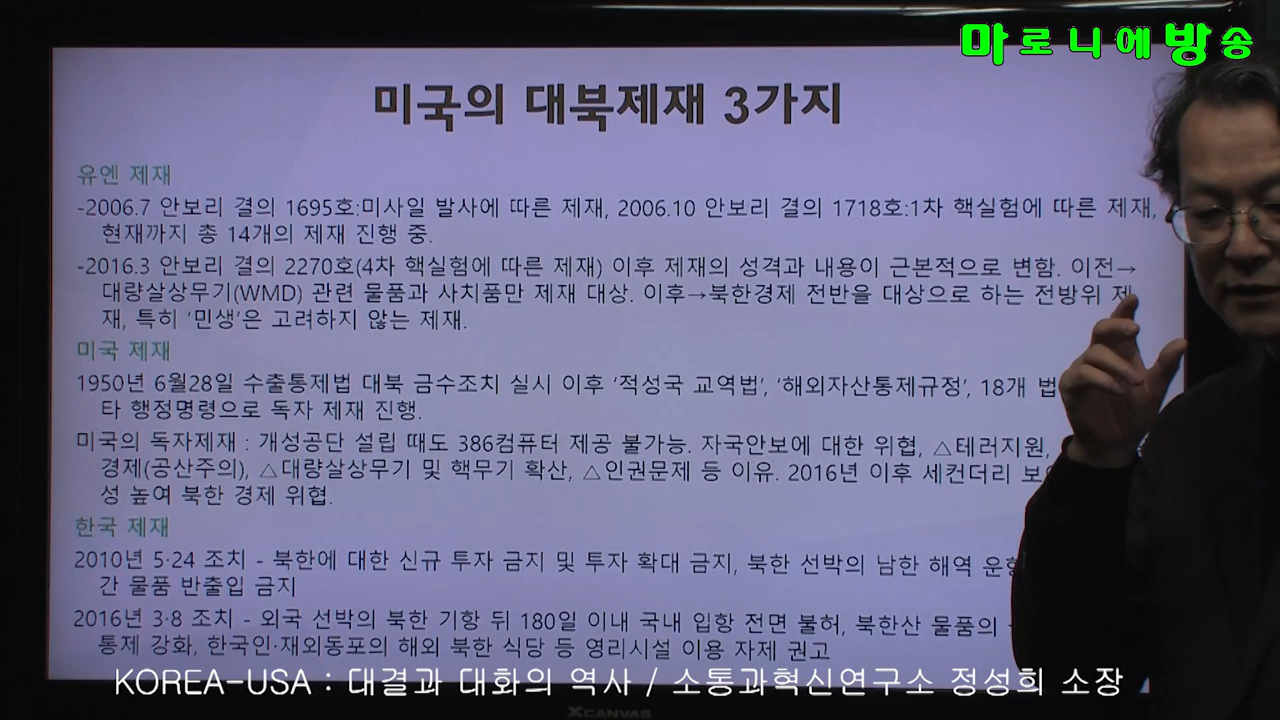 마로니에방송
미국의 대북제재 3가지
유엔 제재
-2006.7 안보리 결의 1695호:미사일 발사에 따른 제재, 2006.10 안보리 결의 1718호:1차 핵실험에 따른 제재,
현재까지 총 14개의 제재 진행 중.
-2016.3 안보리 결의 2270호(4차 핵실험에 따른 제재) 이후 제재의 성격과 내용이 근본적으로 변함. 이전→
대량살상무기(WMD) 관련 물품과 사치품만 제재 대상. 이후→북한경제 전반을 대상으로 하는 전방위 제
재, 특히 '민생'은 고려하지 않는 제재.
미국 제재
1950년 6월28일 수출통제법 대북 금수조치 실시 이후 '적성국 교역법', '해외자산통제규정', 18개 법
타 행정명령으로 독자 제재 진행.
미국의 독자제재 : 개성공단 설립 때도 386컴퓨터 제공 불가능. 자국안보에 대한 위협, △테러지원,
경제(공산주의), △대량살상무기 및 핵무기 확산, △인권문제 등 이유. 2016년 이후 세컨더리
성 높여 북한 경제 위협.
한국 제재
2010년 5·24 조치 - 북한에 대한 신규 투자 금지 및 투자 확대 금지, 북한 선박의 남한 해역
간 물품 반출입 금지
2016년 3·8 조치 - 외국 선박의 북한 기항 뒤 180일 이내 국내 입항 전면 불허, 북한산 물품의
통제 강화, 한국인·재외동포의 해외 북한 식당 등 영리시설 이용 자제 권고
KOREA-USA : 대결과 대화의 역사 / 소통과혁신연구소 정성희 소장
XCANVAS